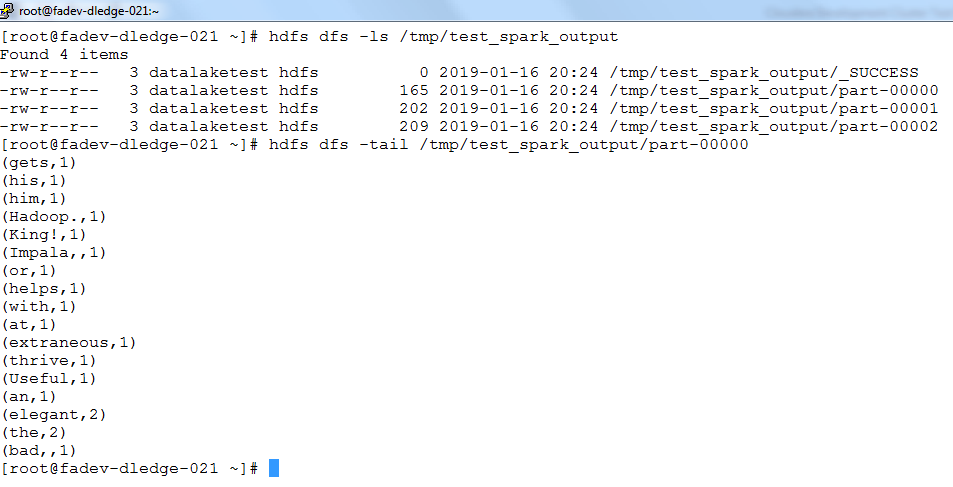 root@fadev-dledge-021:~
[root@fadev-dledge-021 ~]# hdfs dfs -ls /tmp/test_spark_output
Found 4 items
-rw-r--r--   3 datalaketest hdfs          0 2019-01-16 20:24 /tmp/test_spark_output/_SUCCESS
-rw-r--r--   3 datalaketest hdfs        165 2019-01-16 20:24 /tmp/test_spark_output/part-00000
-rw-r--r--   3 datalaketest hdfs        202 2019-01-16 20:24 /tmp/test_spark_output/part-00001
-rw-r--r--   3 datalaketest hdfs        209 2019-01-16 20:24 /tmp/test_spark_output/part-00002
[root@fadev-dledge-021 ~]# hdfs dfs -tail /tmp/test_spark_output/part-00000
(gets,1)
(his,1)
(him,1)
(Hadoop.,1)
(King!,1)
(Impala,,1)
(or,1)
(helps,1)
(with,1)
(at,1)
(extraneous,1)
(thrive,1)
(Useful,1)
(an,1)
(elegant,2)
(the,2)
(bad,,1)
[root@fadev-dledge-021 ~]#